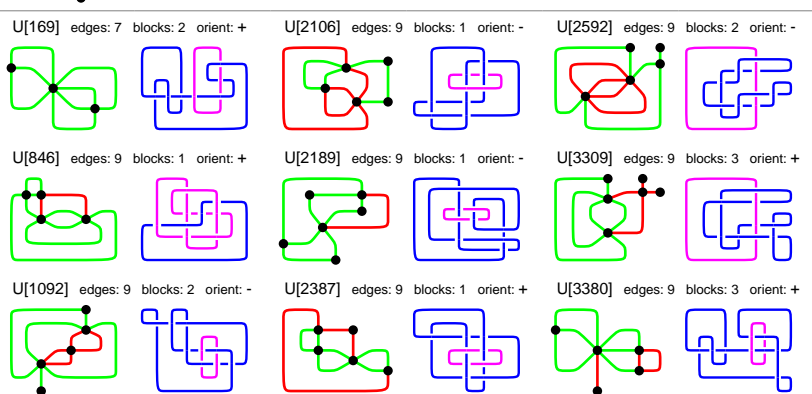 U[169] edges: 7 blocks: 2 orient: + U[2106] edges: 9 blocks: 1 orient: - U[2592] edges: 9 blocks: 2 orient: -
U[846] edges: 9 blocks: 1 orient: + U[2189] edges: 9 blocks: 1 orient: - U[3309] edges: 9 blocks: 3 orient: +
U[1092] edges: 9 blocks: 2 orient: - U[2387] edges: 9 blocks: 1 orient: + U[3380] edges: 9 blocks: 3 orient: +